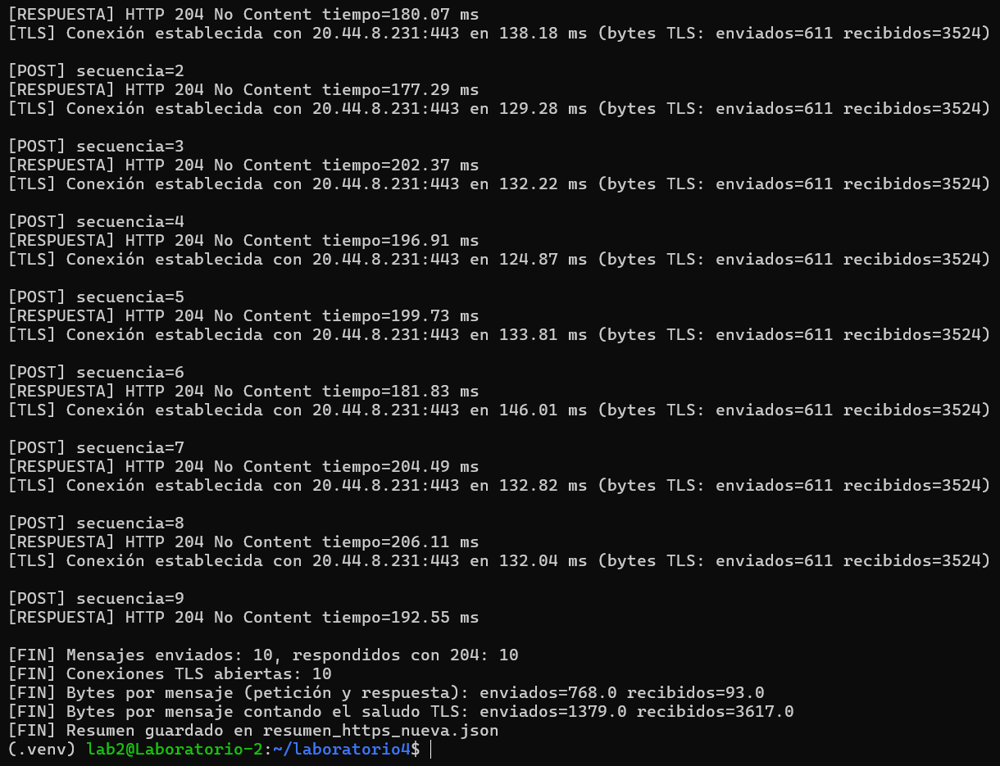 [RESPUESTA] HTTP 204 No Content tiempo=180.07 ms
[TLS] Conexión establecida con 20.44.8.231:443 en 138.18 ms (bytes TLS: enviados=611 recibidos=3524)
[POST] secuencia=2
[RESPUESTA] HTTP 204 No Content tiempo=177.29 ms
[TLS] Conexión establecida con 20.44.8.231:443 en 129.28 ms (bytes TLS: enviados=611 recibidos=3524)
[POST] secuencia=3
[RESPUESTA] HTTP 204 No Content tiempo=202.37 ms
[TLS] Conexión establecida con 20.44.8.231:443 en 132.22 ms (bytes TLS: enviados=611 recibidos=3524)
[POST] secuencia=4
[RESPUESTA] HTTP 204 No Content tiempo=196.91 ms
[TLS] Conexión establecida con 20.44.8.231:443 en 124.87 ms (bytes TLS: enviados=611 recibidos=3524)
[POST] secuencia=5
[RESPUESTA] HTTP 204 No Content tiempo=199.73 ms
[TLS] Conexión establecida con 20.44.8.231:443 en 133.81 ms (bytes TLS: enviados=611 recibidos=3524)
[POST] secuencia=6
[RESPUESTA] HTTP 204 No Content tiempo=181.83 ms
[TLS] Conexión establecida con 20.44.8.231:443 en 146.01 ms (bytes TLS: enviados=611 recibidos=3524)
[POST] secuencia=7
[RESPUESTA] HTTP 204 No Content tiempo=204.49 ms
[TLS] Conexión establecida con 20.44.8.231:443 en 132.82 ms (bytes TLS: enviados=611 recibidos=3524)
[POST] secuencia=8
[RESPUESTA] HTTP 204 No Content tiempo=206.11 ms
[TLS] Conexión establecida con 20.44.8.231:443 en 132.04 ms (bytes TLS: enviados=611 recibidos=3524)
[POST] secuencia=9
[RESPUESTA] HTTP 204 No Content tiempo=192.55 ms
[FIN] Mensajes enviados: 10, respondidos con 204: 10
[FIN] Conexiones TLS abiertas: 10
[FIN] Bytes por mensaje (petición y respuesta): enviados=768.0 recibidos=93.0
[FIN] Bytes por mensaje contando el saludo TLS: enviados=1379.0 recibidos=3617.0
[FIN] Resumen guardado en resumen_https_nueva.json
(.venv) lab2@Laboratorio-2:~/laboratorio4$